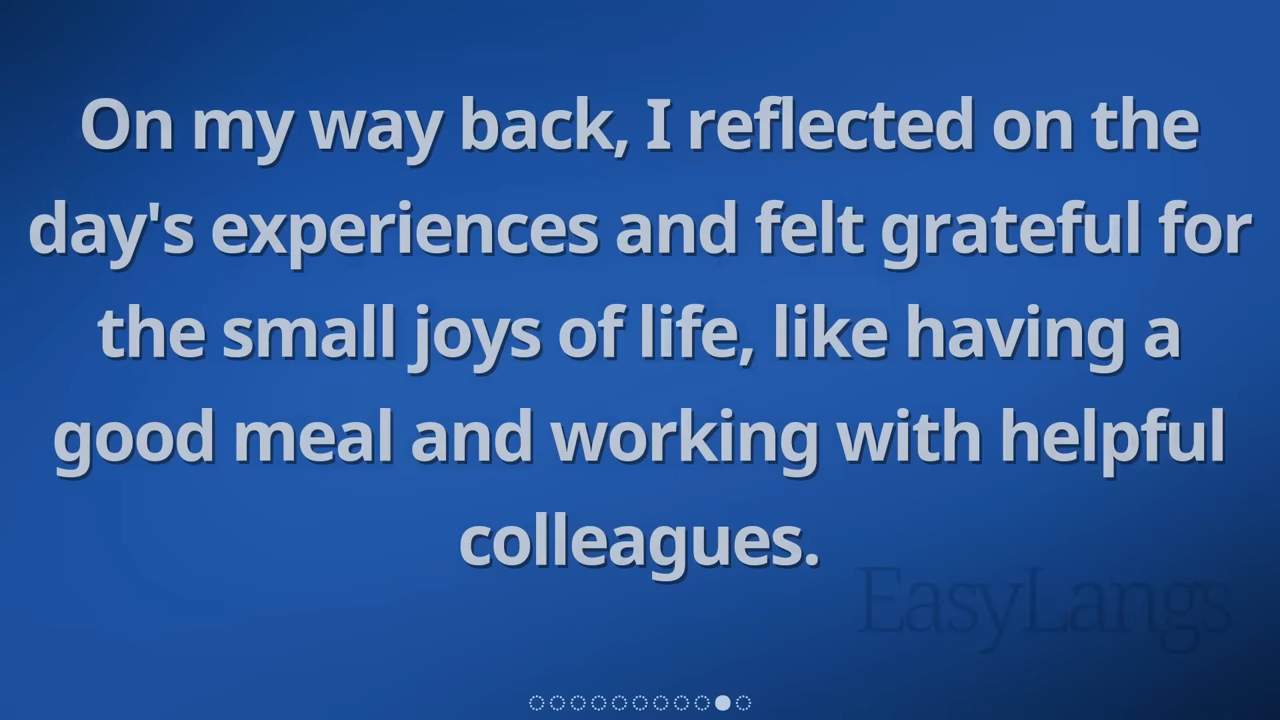 On my way back, I reflected on the
day's experiences and felt grateful for
the small joys of life, like having a
good meal and working with helpful
colleagues.
EasyLangs